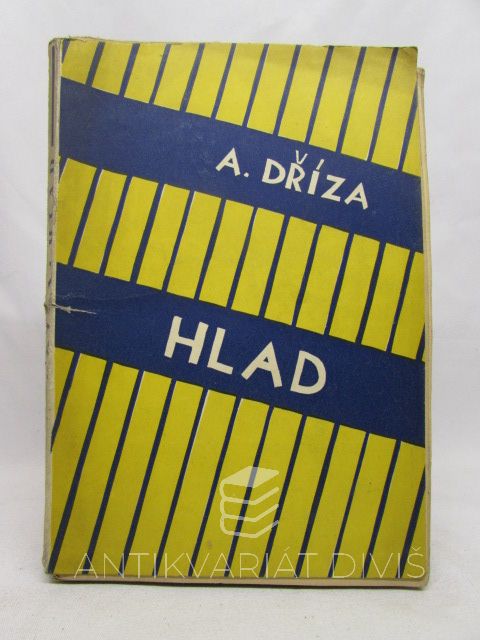 A. DŘÍZA
HLAD
ANTIKVARIÁT DIVIŠ